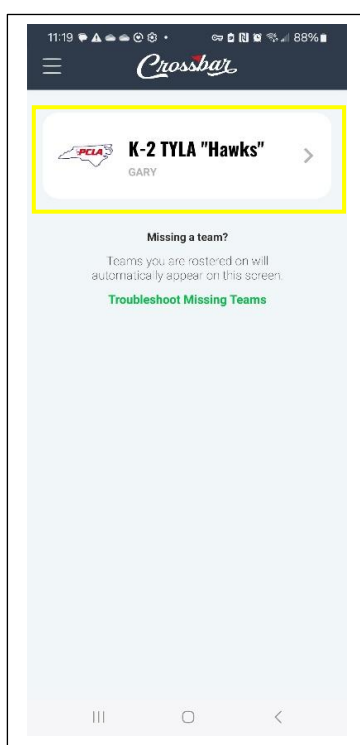 11:19
88%
Crossbar
PCLA
K-2 TYLA "Hawks"
GARY
Missing a team?
Teams you are rostered on will
automatically appear on this screen.
Troubleshoot Missing Teams